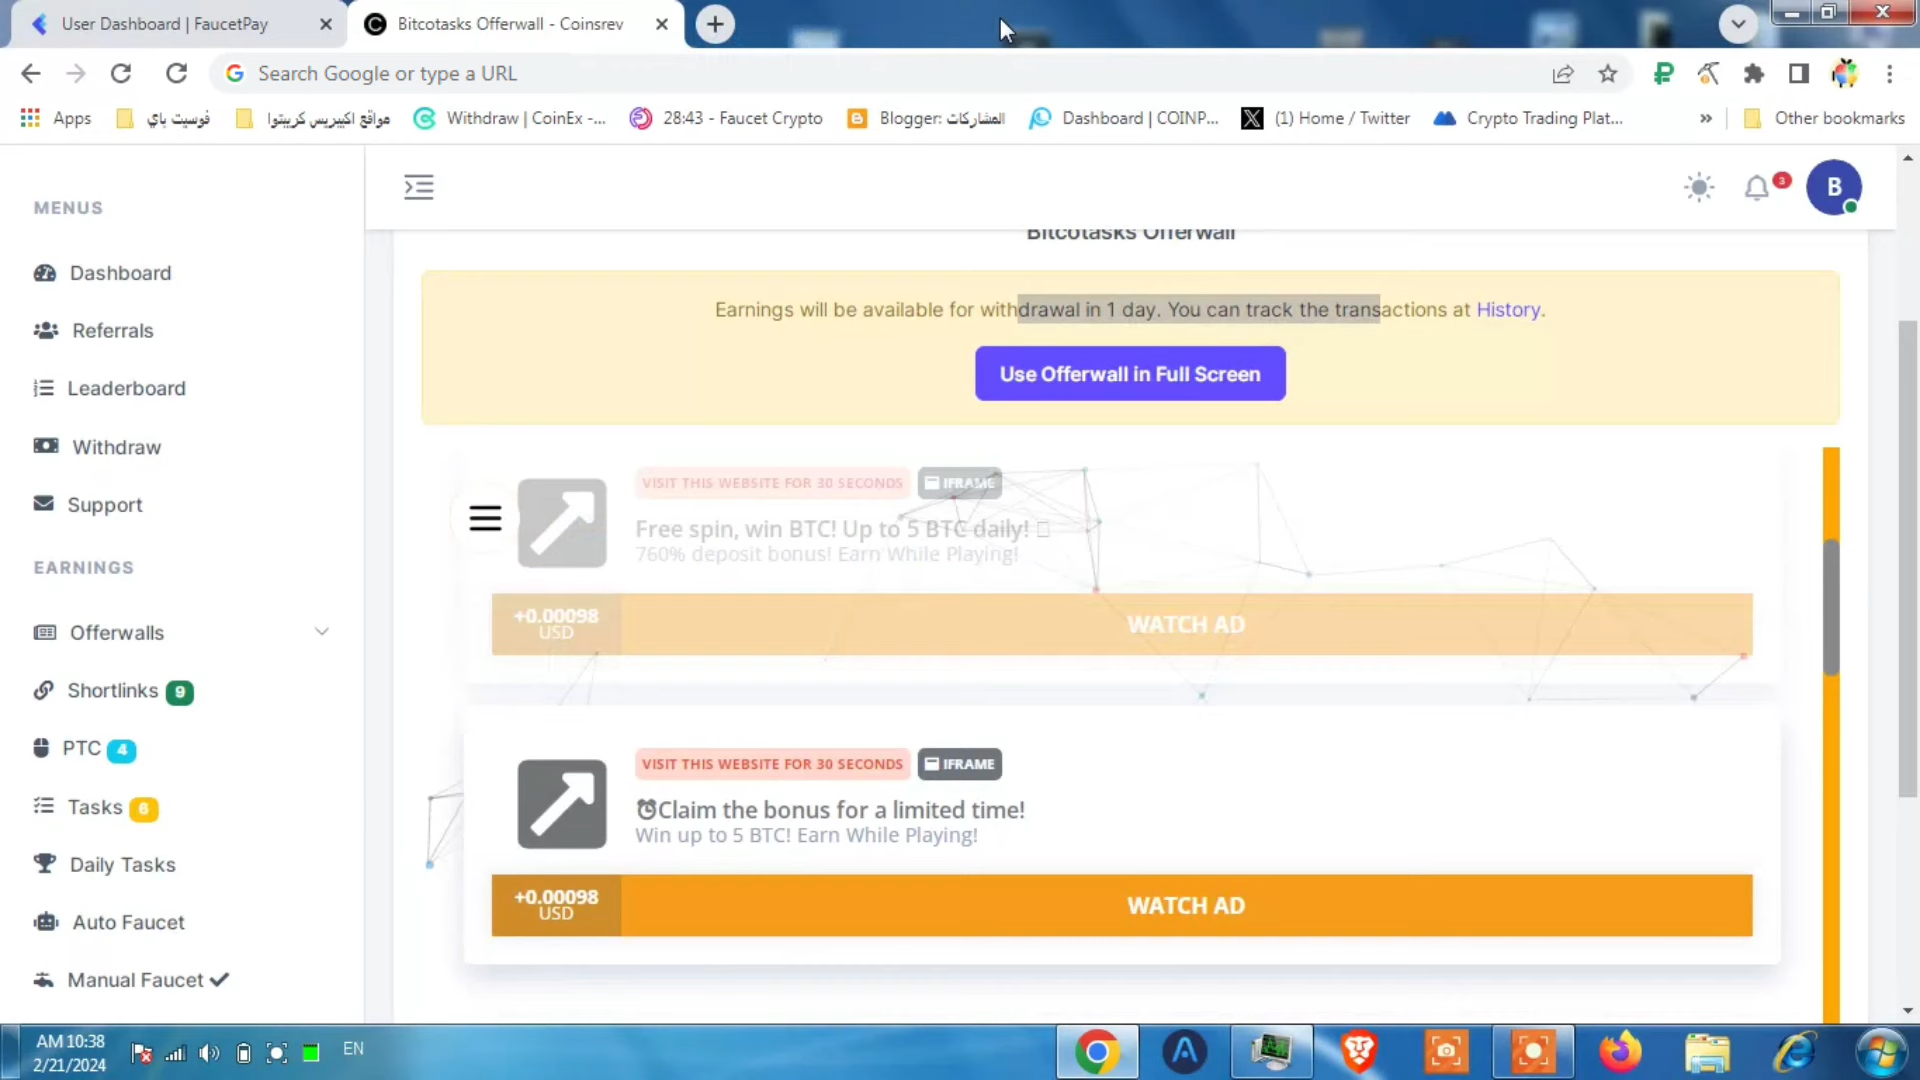 User Dashboard | FaucetPay
Bitcotasks Offerwall - Coinsrev
Search Google or type a URL
Apps
فوسيت باي
مواقع اكبيريس كريبتوا
Withdraw | CoinEx -...
28:43 - Faucet Crypto
Blogger: المشاركات
Dashboard | COINP...
(1) Home / Twitter
Crypto Trading Plat...
»
Other bookmarks
MENUS
Dashboard
Referrals
Leaderboard
Withdraw
Support
EARNINGS
Offerwalls
Shortlinks 9
PTC 4
Tasks 6
Daily Tasks
Auto Faucet
Manual Faucet
3
B
Bitcotasks Offerwall
Earnings will be available for withdrawal in 1 day. You can track the transactions at History.
Use Offerwall in Full Screen
VISIT THIS WEBSITE FOR 30 SECONDS IFRAME
Free spin, win BTC! Up to 5 BTC daily!
760% deposit bonus! Earn While Playing!
+0.00098
USD
WATCH AD
VISIT THIS WEBSITE FOR 30 SECONDS IFRAME
⏰Claim the bonus for a limited time!
Win up to 5 BTC! Earn While Playing!
+0.00098
USD
WATCH AD
AM 10:38
2/21/2024
EN